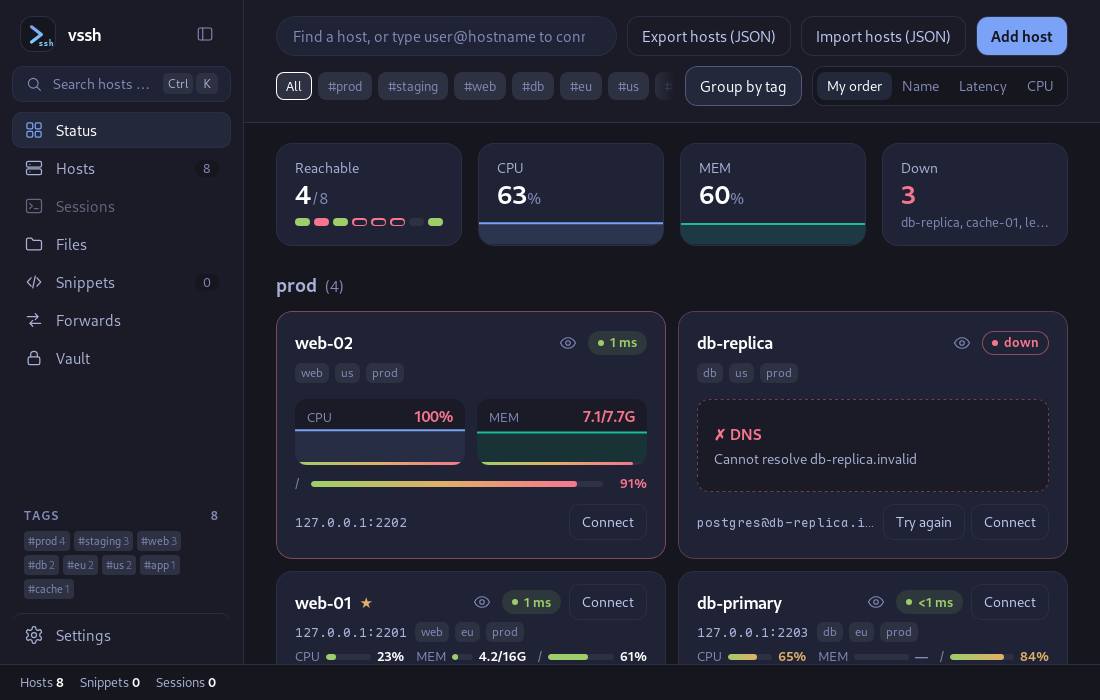 ssh
vssh
Search hosts … Ctrl K
Status
Hosts 8
Sessions
Files
Snippets 0
Forwards
Vault
TAGS 8
#prod 4 #staging 3 #web 3
#db 2 #eu 2 #us 2 #app 1
#cache 1
Settings
Find a host, or type user@hostname to conr
Export hosts (JSON)
Import hosts (JSON)
Add host
All #prod #staging #web #db #eu #us #
Group by tag
My order Name Latency CPU
Reachable
4/8
CPU
63%
MEM
60%
Down
3
db-replica, cache-01, le…
prod (4)
web-02 1 ms
web us prod
CPU 100%
MEM 7.1/7.7G
/ 91%
127.0.0.1:2202 Connect
db-replica down
db us prod
✗ DNS
Cannot resolve db-replica.invalid
postgres@db-replica.i… Try again Connect
web-01 ★ 1 ms Connect
127.0.0.1:2201 web eu prod
CPU 23% MEM 4.2/16G / 61%
db-primary <1 ms Connect
127.0.0.1:2203 db eu prod
CPU 65% MEM — / 84%
Hosts 8 Snippets 0 Sessions 0